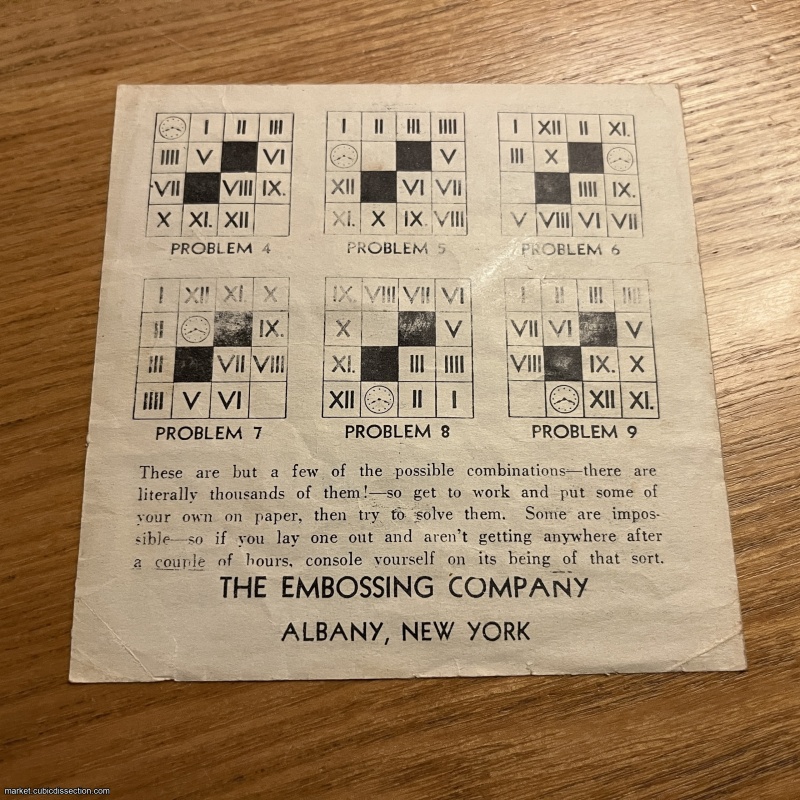 I II III I II III IIII I XII II XI.
IIII V VI V III X
VII VIII IX. XII VI VII IIII IX.
X XI. XII XI. X IX. VIII V VIII VI VII
PROBLEM 4 PROBLEM 5 PROBLEM 6
I XII XI. X IX. VIII VII VI I II III IIII
II IX. X V VII VI V
III VII VIII XI. III IIII VIII IX. X
IIII V VI XII II I XII XI.
PROBLEM 7 PROBLEM 8 PROBLEM 9
These are but a few of the possible combinations—there are
literally thousands of them!—so get to work and put some of
your own on paper, then try to solve them. Some are impos-
sible—so if you lay one out and aren't getting anywhere after
a couple of hours, console yourself on its being of that sort.
THE EMBOSSING COMPANY
ALBANY, NEW YORK
market.cubicdissection.com